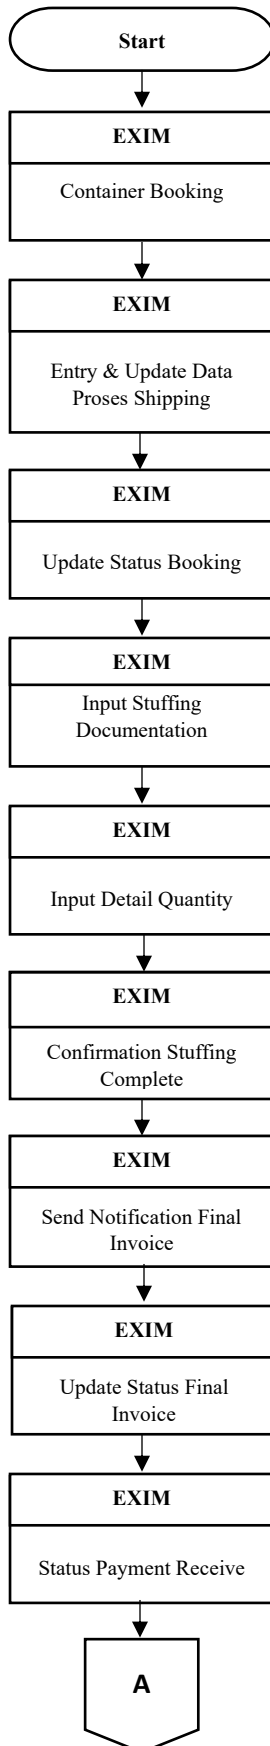 Start
EXIM
Container Booking
EXIM
Entry & Update Data
Proses Shipping
EXIM
Update Status Booking
EXIM
Input Stuffing
Documentation
EXIM
Input Detail Quantity
EXIM
Confirmation Stuffing
Complete
EXIM
Send Notification Final
Invoice
EXIM
Update Status Final
Invoice
EXIM
Status Payment Receive
A